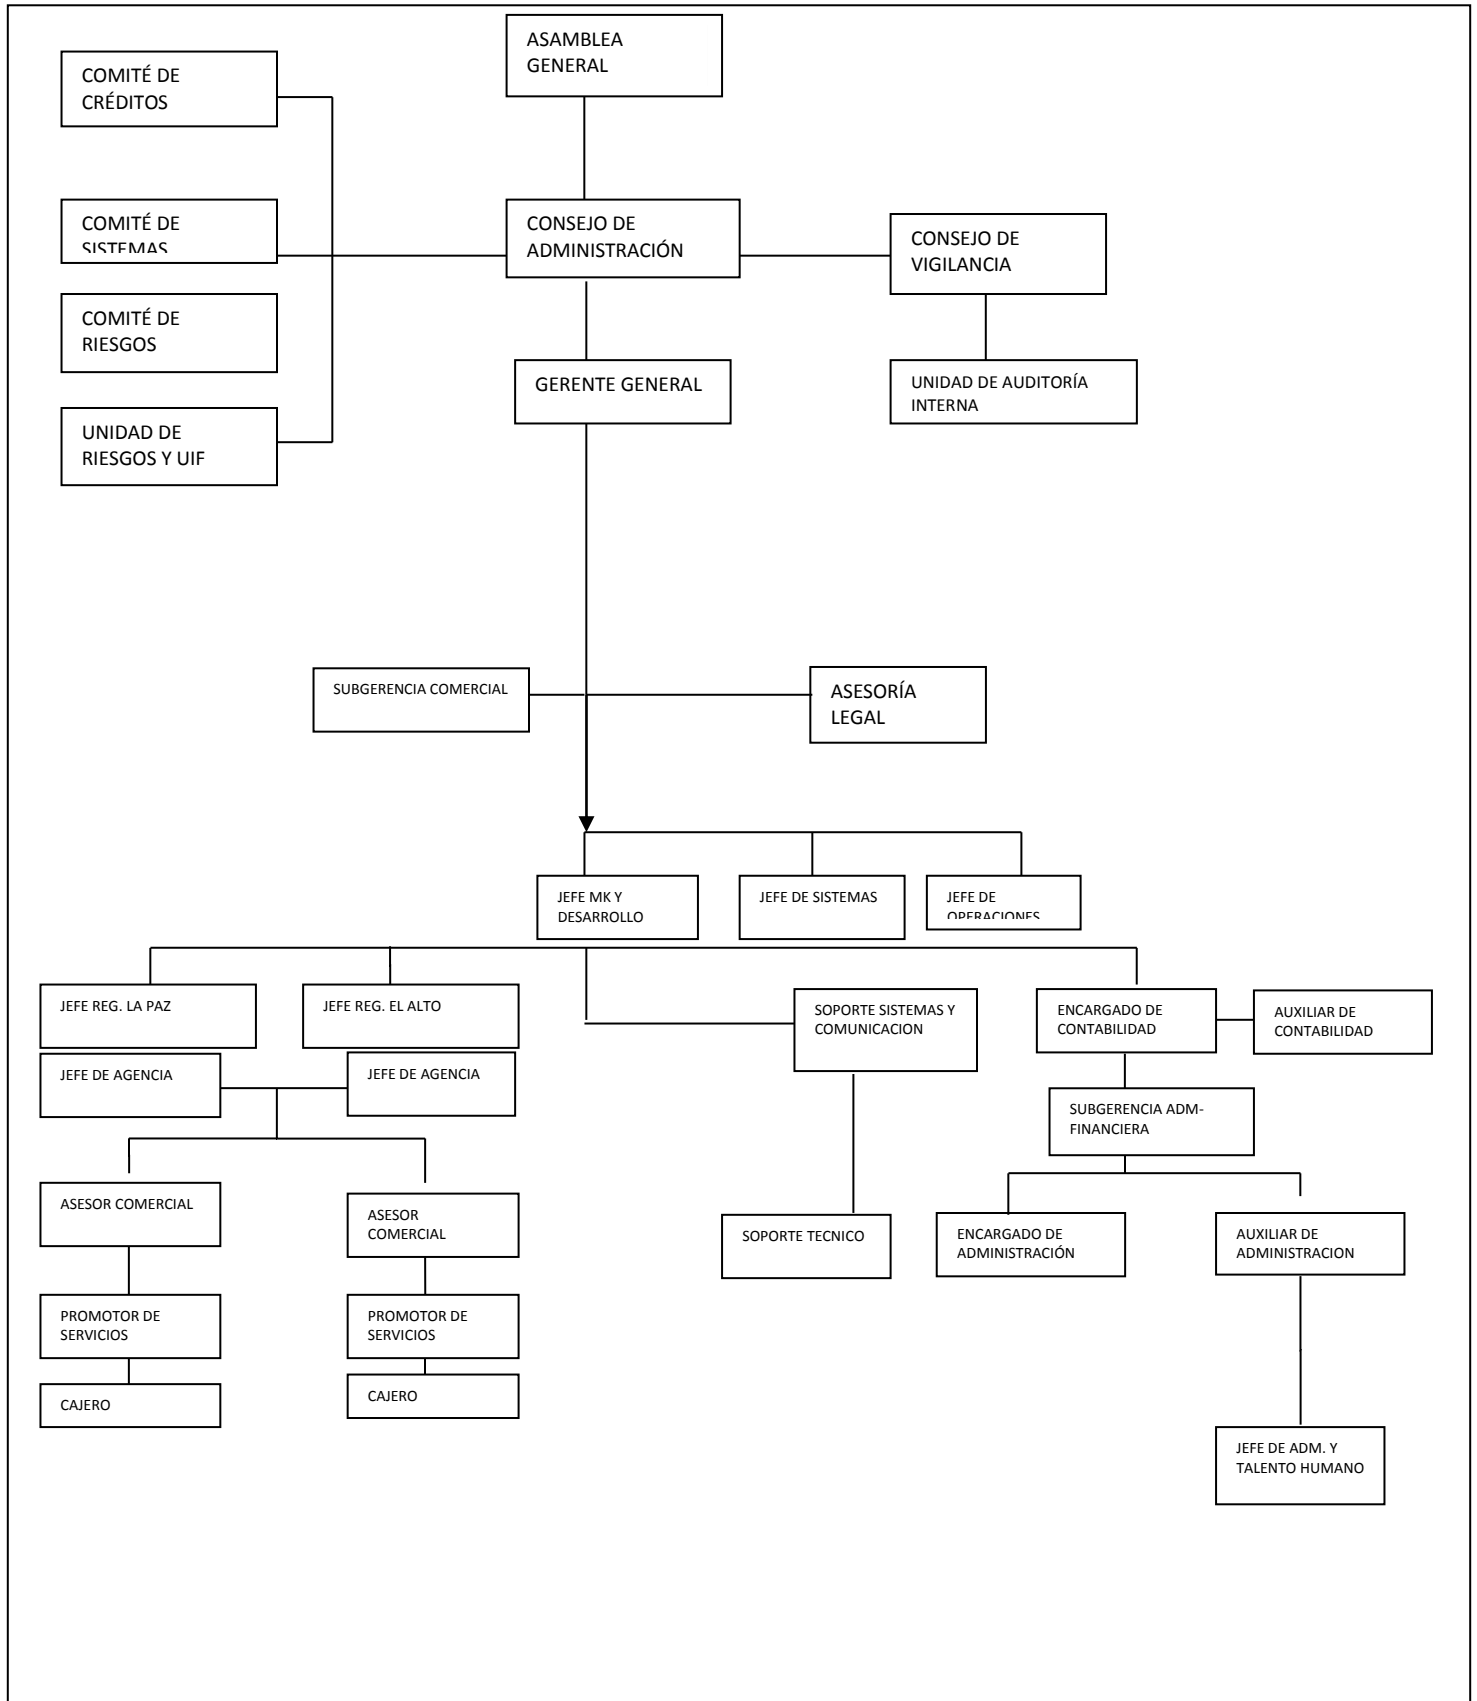 ASAMBLEA
GENERAL
COMITÉ DE
CRÉDITOS
COMITÉ DE
SISTEMAS
CONSEJO DE
ADMINISTRACIÓN
CONSEJO DE
VIGILANCIA
COMITÉ DE
RIESGOS
GERENTE GENERAL
UNIDAD DE AUDITORÍA
INTERNA
UNIDAD DE
RIESGOS Y UIF
SUBGERENCIA COMERCIAL
ASESORÍA
LEGAL
JEFE MK Y
DESARROLLO
JEFE DE SISTEMAS
JEFE DE
OPERACIONES
JEFE REG. LA PAZ
JEFE REG. EL ALTO
SOPORTE SISTEMAS Y
COMUNICACION
ENCARGADO DE
CONTABILIDAD
AUXILIAR DE
CONTABILIDAD
JEFE DE AGENCIA
JEFE DE AGENCIA
SUBGERENCIA ADM-
FINANCIERA
ASESOR COMERCIAL
ASESOR
COMERCIAL
SOPORTE TECNICO
ENCARGADO DE
ADMINISTRACIÓN
AUXILIAR DE
ADMINISTRACION
PROMOTOR DE
SERVICIOS
PROMOTOR DE
SERVICIOS
CAJERO
CAJERO
JEFE DE ADM. Y
TALENTO HUMANO